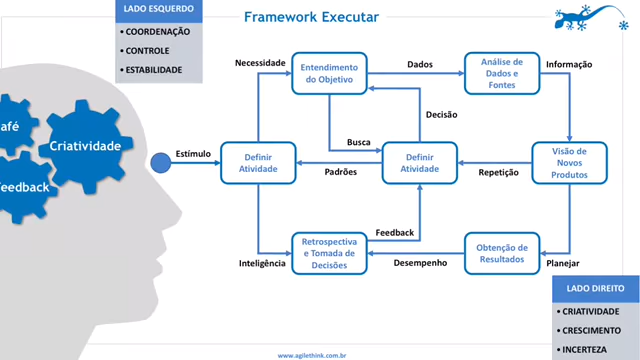 LADO ESQUERDO
• COORDENAÇÃO
• CONTROLE
• ESTABILIDADE
Framework Executar
Necessidade
Entendimento
do Objetivo
Dados
Análise de
Dados e
Fontes
Informação
Decisão
afé
Criatividade
Feedback
Estímulo
Definir
Atividade
Busca
Padrões
Definir
Atividade
Repetição
Visão de
Novos
Produtos
Inteligência
Retrospectiva
e Tomada de
Decisões
Feedback
Desempenho
Obtenção de
Resultados
Planejar
LADO DIREITO
• CRIATIVIDADE
• CRESCIMENTO
• INCERTEZA
www.agilethink.com.br